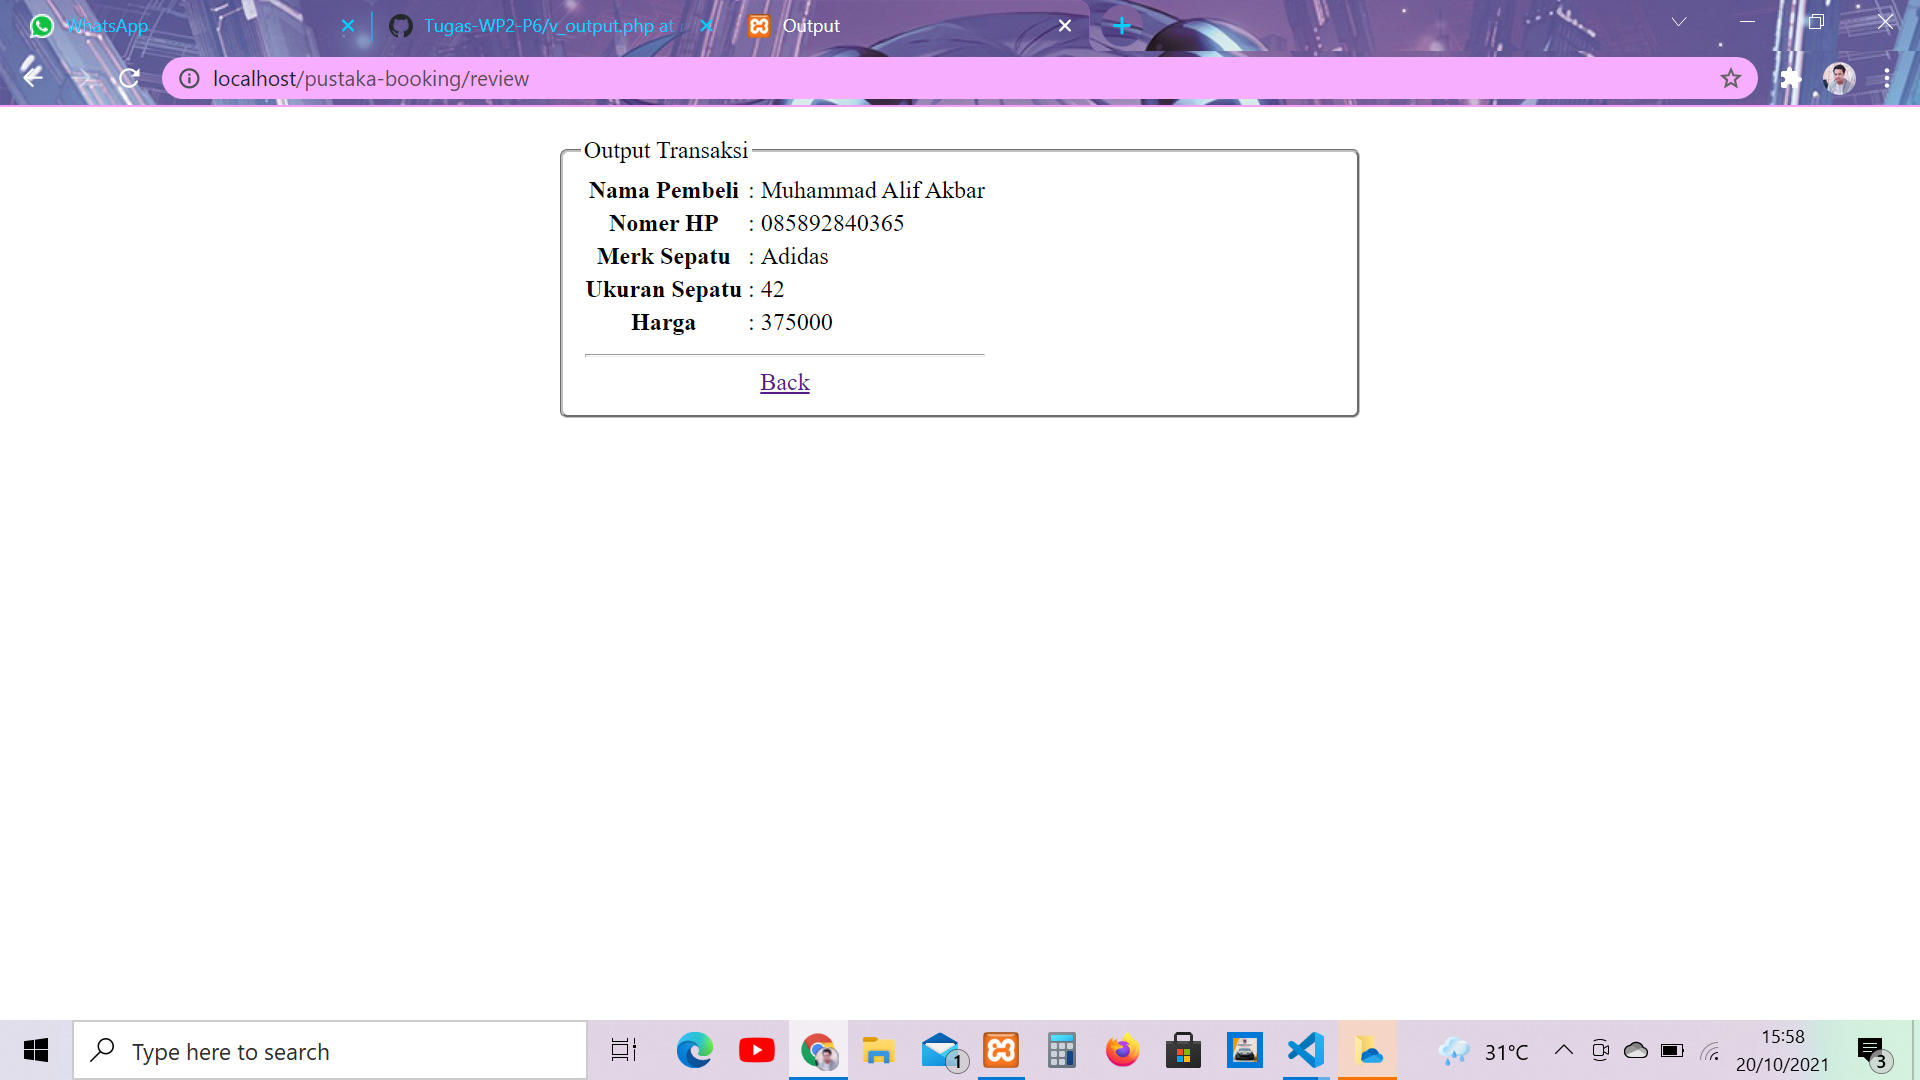 WhatsApp
Tugas-WP2-P6/v_output.php at
Output
localhost/pustaka-booking/review
Output Transaksi
Nama Pembeli : Muhammad Alif Akbar
Nomer HP : 085892840365
Merk Sepatu : Adidas
Ukuran Sepatu : 42
Harga : 375000
Back
Type here to search
1
31°C
15:58
20/10/2021
3